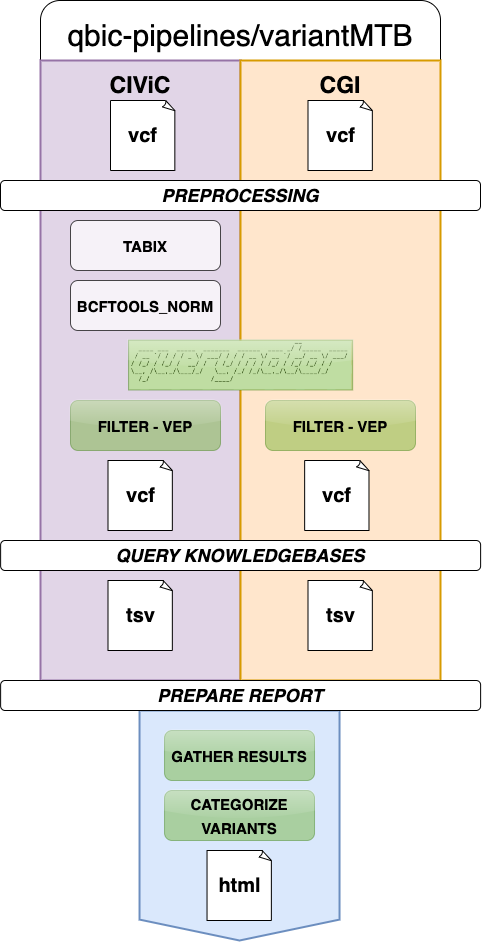 qbic-pipelines/variantMTB
CIViC
CGI
vcf
vcf
PREPROCESSING
TABIX
BCFTOOLS_NORM
querynator
FILTER - VEP
FILTER - VEP
vcf
vcf
QUERY KNOWLEDGEBASES
tsv
tsv
PREPARE REPORT
GATHER RESULTS
CATEGORIZE
VARIANTS
html